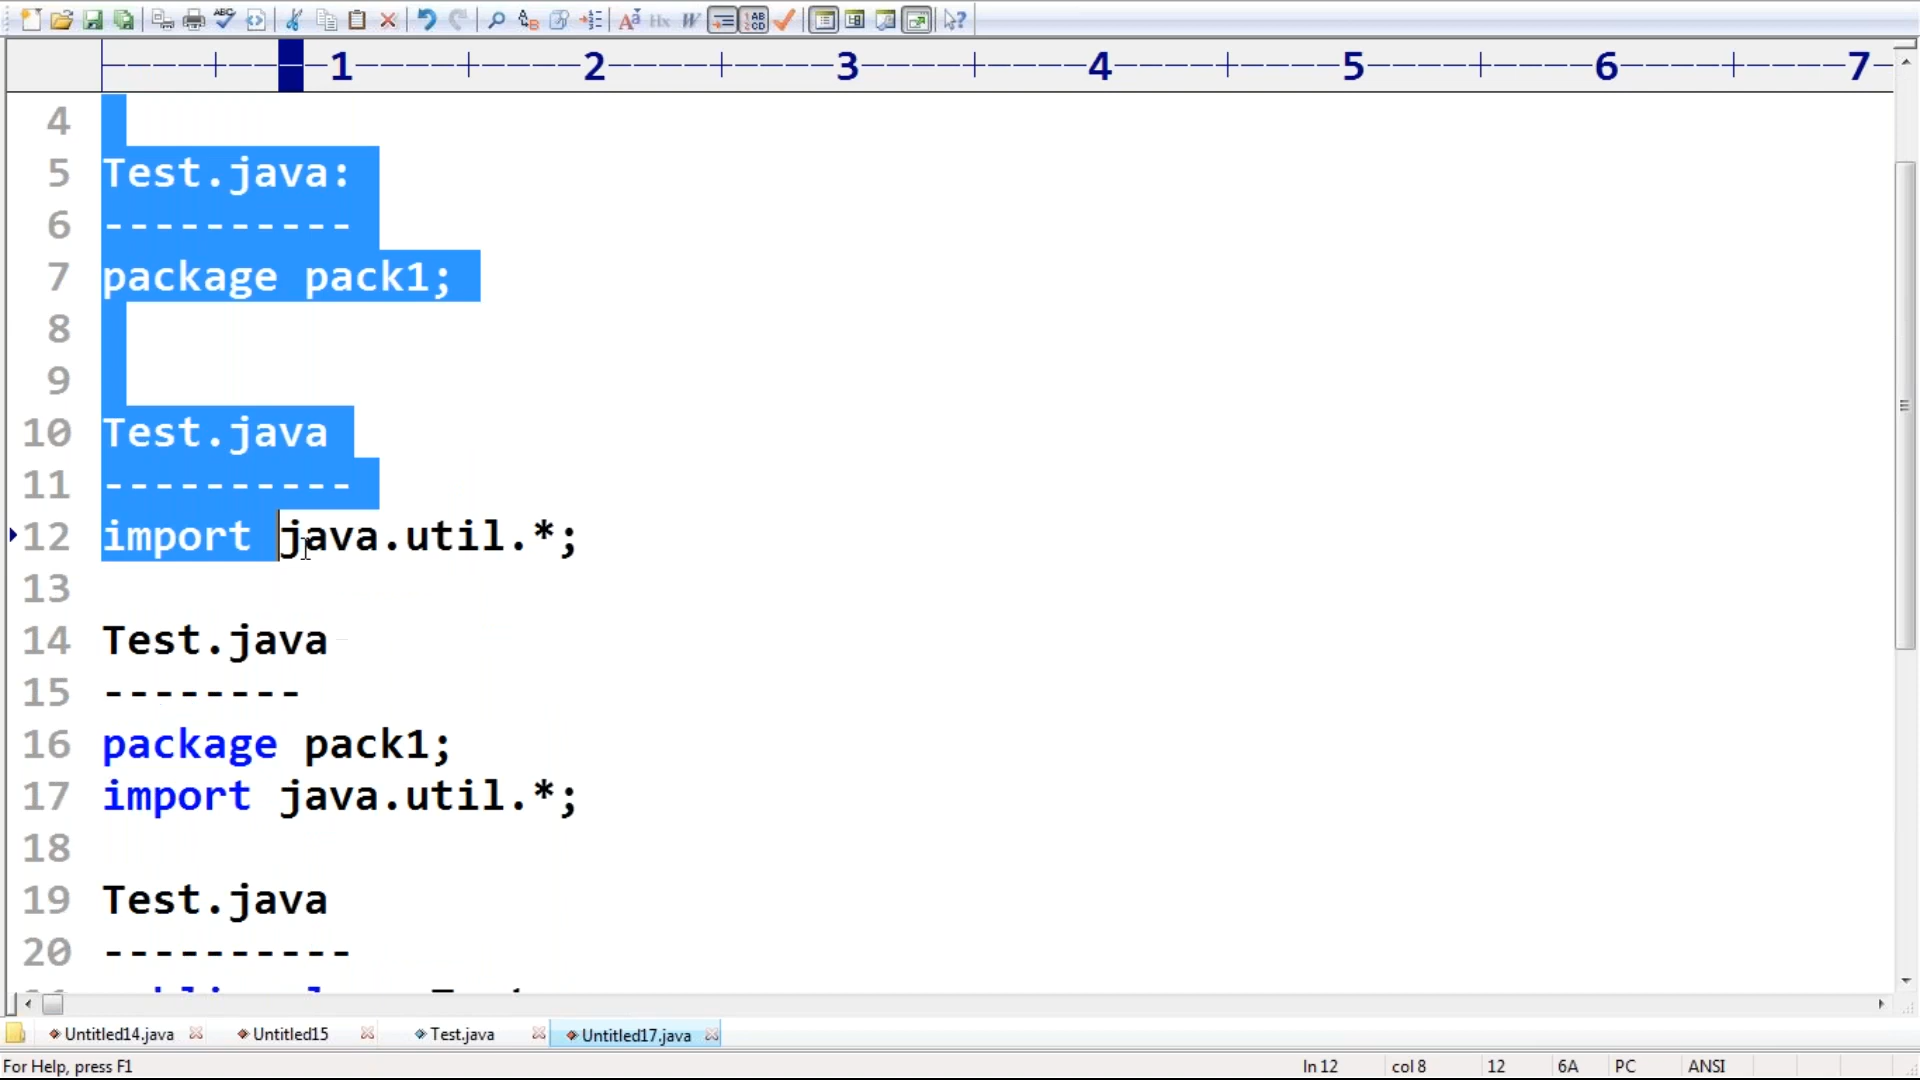 1 2 3 4 5 6 7
4
5 Test.java:
6 ----------
7 package pack1;
8
9
10 Test.java
11 ----------
12 import java.util.*;
13
14 Test.java
15 --------
16 package pack1;
17 import java.util.*;
18
19 Test.java
20 ----------
Untitled14.java Untitled15 Test.java Untitled17.java
For Help, press F1 ln 12 col 8 12 6A PC ANSI